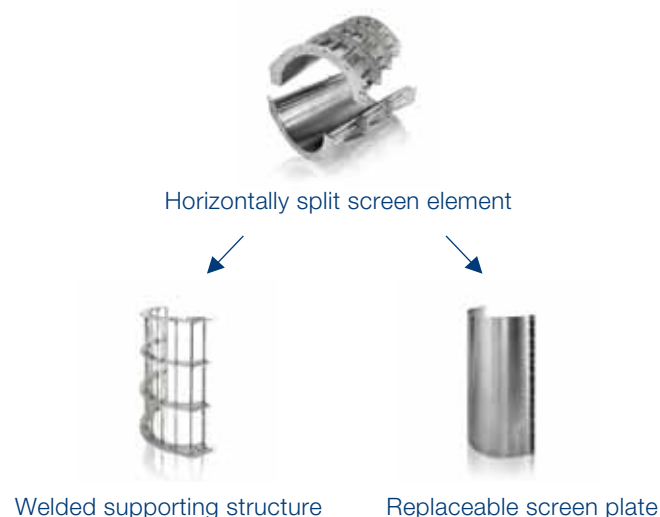 Horizontally split screen element
Welded supporting structure
Replaceable screen plate